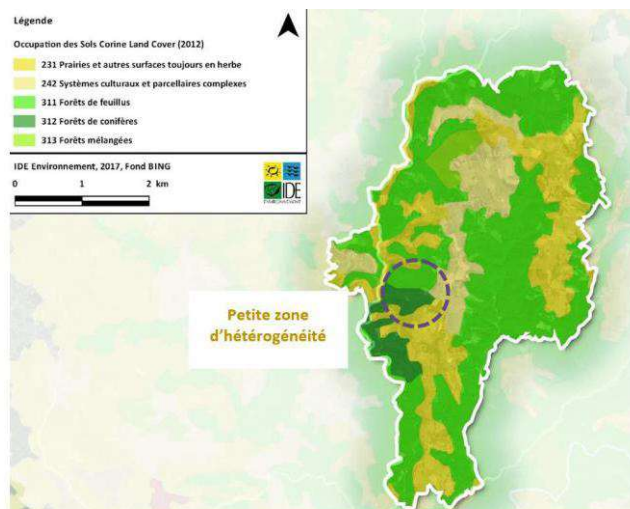 Légende
Occupation des Sols Corine Land Cover (2012)
231 Prairies et autres surfaces toujours en herbe
242 Systèmes culturaux et parcellaires complexes
311 Forêts de feuillus
312 Forêts de conifères
313 Forêts mélangées
IDE Environnement, 2017, Fond BING
0 1 2 km
IDE
ENVIRONNEMENT
Petite zone
d'hétérogénéité